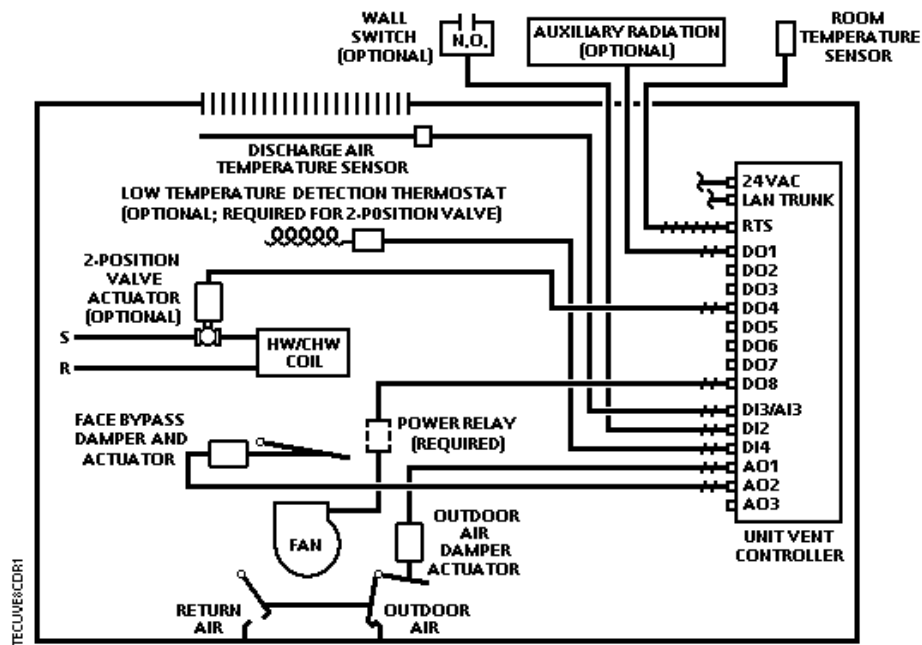 WALL
SWITCH
(OPTIONAL)
N.O.
AUXILIARY RADIATION
(OPTIONAL)
ROOM
TEMPERATURE
SENSOR
DISCHARGE AIR
TEMPERATURE SENSOR
LOW TEMPERATURE DETECTION THERMOSTAT
(OPTIONAL; REQUIRED FOR 2-POSITION VALVE)
2-POSITION
VALVE
ACTUATOR
(OPTIONAL)
S
R
HW/CHW
COIL
FACE BYPASS
DAMPER AND
ACTUATOR
POWER RELAY
(REQUIRED)
FAN
OUTDOOR
AIR
DAMPER
ACTUATOR
RETURN
AIR
OUTDOOR
AIR
24 VAC
LAN TRUNK
RTS
DO1
DO2
DO3
DO4
DO5
DO6
DO7
DO8
DI3/AI3
DI2
DI4
AO1
AO2
AO3
UNIT VENT
CONTROLLER
TECUVE8CDR1